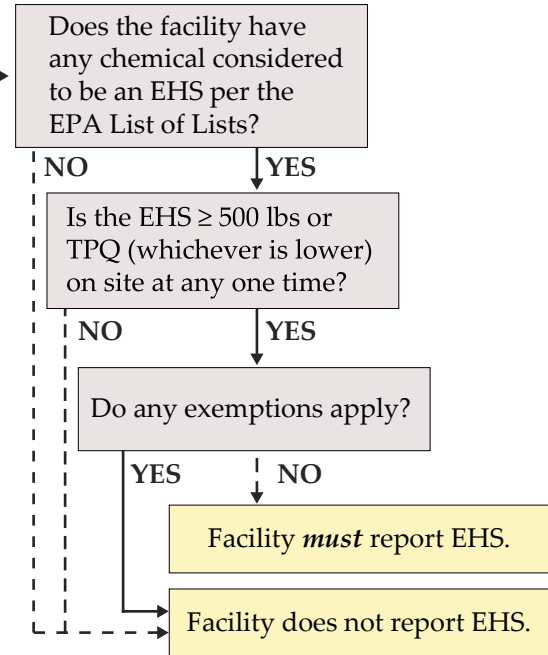 Does the facility have
any chemical considered
to be an EHS per the
EPA List of Lists?
NO
YES
Is the EHS ≥ 500 lbs or
TPQ (whichever is lower)
on site at any one time?
NO
YES
Do any exemptions apply?
YES
NO
Facility must report EHS.
Facility does not report EHS.